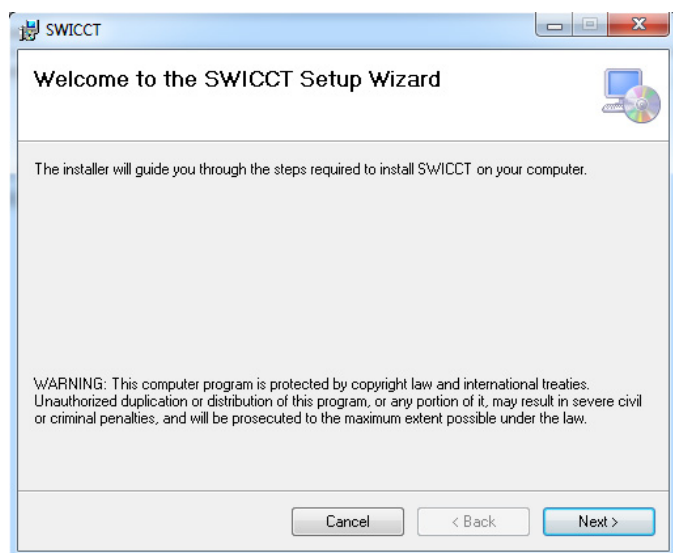 SWICCT
Welcome to the SWICCT Setup Wizard
The installer will guide you through the steps required to install SWICCT on your computer.
WARNING: This computer program is protected by copyright law and international treaties.
Unauthorized duplication or distribution of this program, or any portion of it, may result in severe civil
or criminal penalties, and will be prosecuted to the maximum extent possible under the law.
Cancel < Back Next >